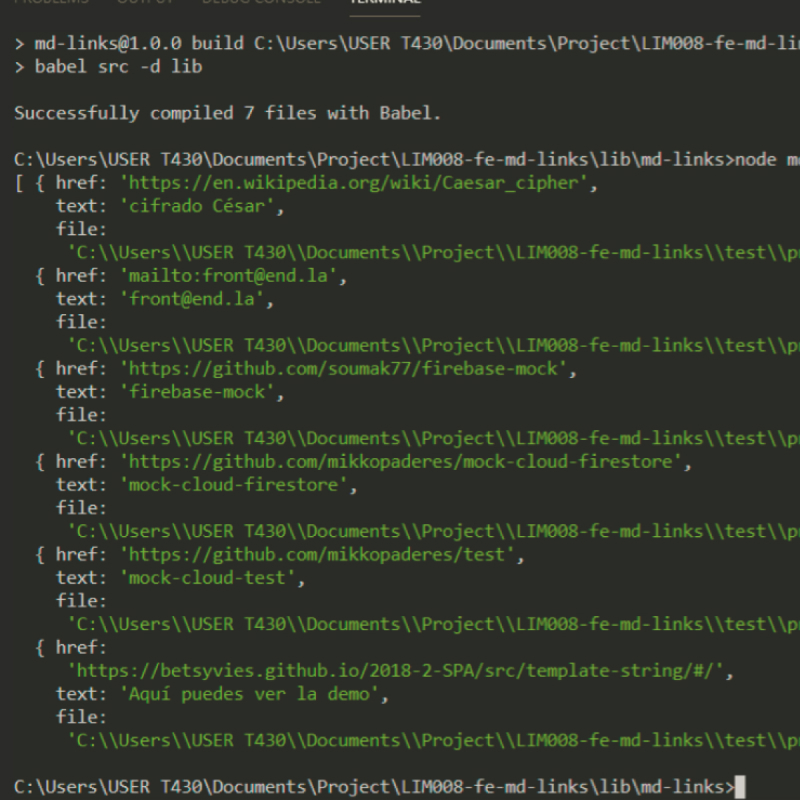 PROBLEMS OUTPUT DEBUG CONSOLE TERMINAL
> md-links@1.0.0 build C:\Users\USER T430\Documents\Project\LIM008-fe-md-li
> babel src -d lib
Successfully compiled 7 files with Babel.
C:\Users\USER T430\Documents\Project\LIM008-fe-md-links\lib\md-links>node m
[ { href: 'https://en.wikipedia.org/wiki/Caesar_cipher',
text: 'cifrado César',
file:
'C:\\Users\\USER T430\\Documents\\Project\\LIM008-fe-md-links\\test\\p
{ href: 'mailto:front@end.la',
text: 'front@end.la',
file:
'C:\\Users\\USER T430\\Documents\\Project\\LIM008-fe-md-links\\test\\p
{ href: 'https://github.com/soumak77/firebase-mock',
text: 'firebase-mock',
file:
'C:\\Users\\USER T430\\Documents\\Project\\LIM008-fe-md-links\\test\\p
{ href: 'https://github.com/mikkopaderes/mock-cloud-firestore',
text: 'mock-cloud-firestore',
file:
'C:\\Users\\USER T430\\Documents\\Project\\LIM008-fe-md-links\\test\\p
{ href: 'https://github.com/mikkopaderes/test',
text: 'mock-cloud-test',
file:
'C:\\Users\\USER T430\\Documents\\Project\\LIM008-fe-md-links\\test\\p
{ href:
'https://betsyvies.github.io/2018-2-SPA/src/template-string/#/',
text: 'Aquí puedes ver la demo',
file:
'C:\\Users\\USER T430\\Documents\\Project\\LIM008-fe-md-links\\test\\p
C:\Users\USER T430\Documents\Project\LIM008-fe-md-links\lib\md-links>